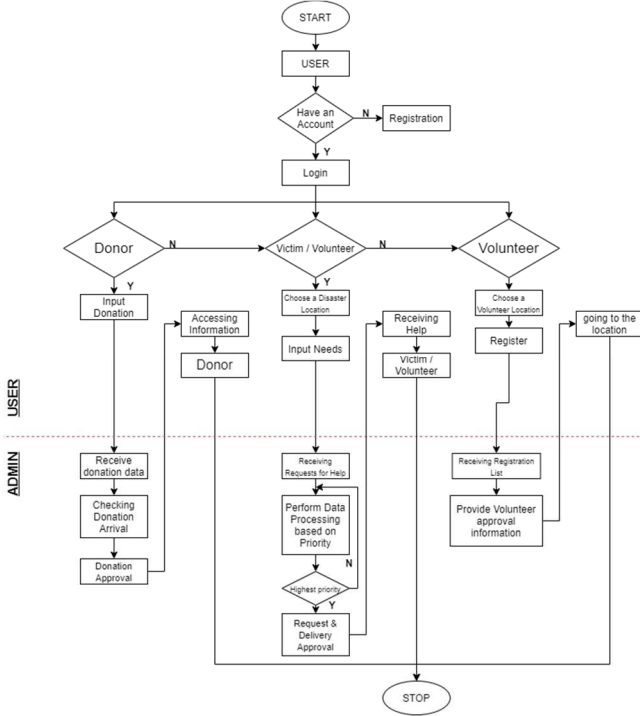 START
USER
Have an
Account
N
Registration
Y
Login
Donor
N
Victim / Volunteer
N
Volunteer
Y
Y
Input
Donation
Accessing
Information
Donor
Choose a Disaster
Location
Input Needs
Receiving
Help
Victim /
Volunteer
Choose a
Volunteer Location
Register
going to the
location
USER
ADMIN
Receive
donation data
Checking
Donation
Arrival
Donation
Approval
Receiving
Requests for Help
Perform Data
Processing
based on
Priority
N
Highest priority
Y
Request &
Delivery
Approval
Receiving Registration
List
Provide Volunteer
approval
information
STOP